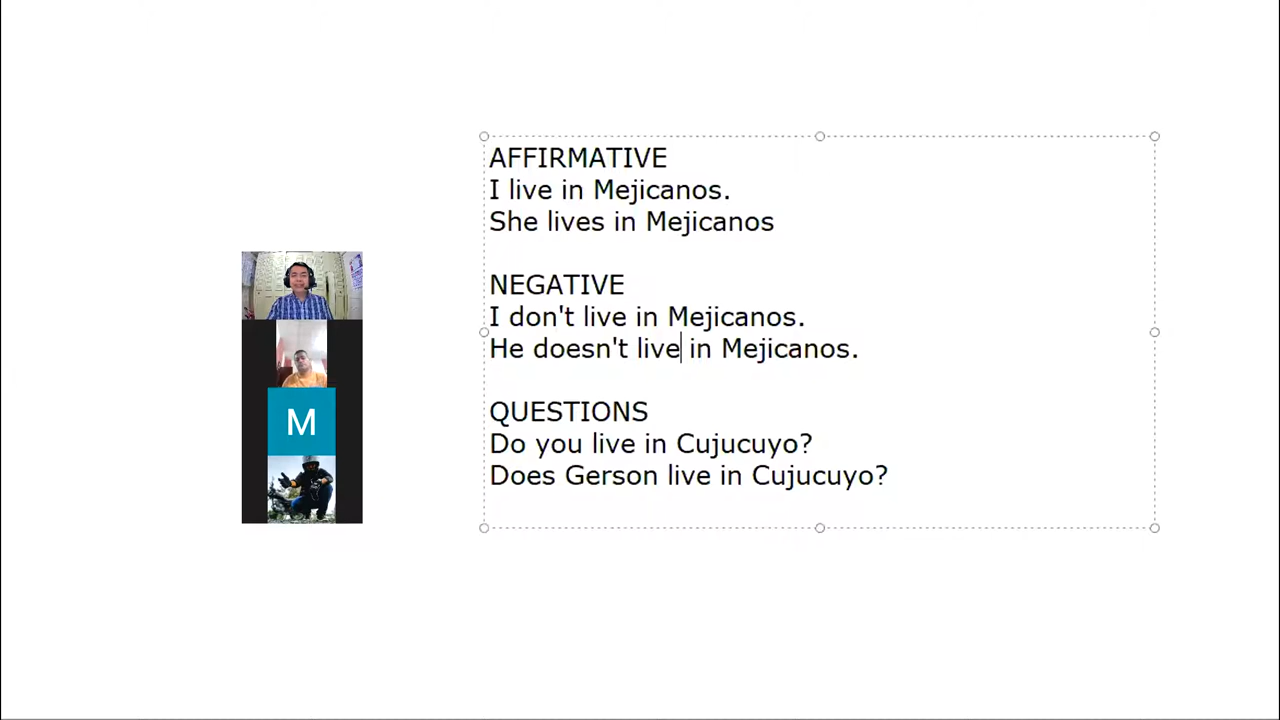 AFFIRMATIVE
I live in Mejicanos.
She lives in Mejicanos
NEGATIVE
I don't live in Mejicanos.
He doesn't live in Mejicanos.
QUESTIONS
Do you live in Cujucuyo?
Does Gerson live in Cujucuyo?
M